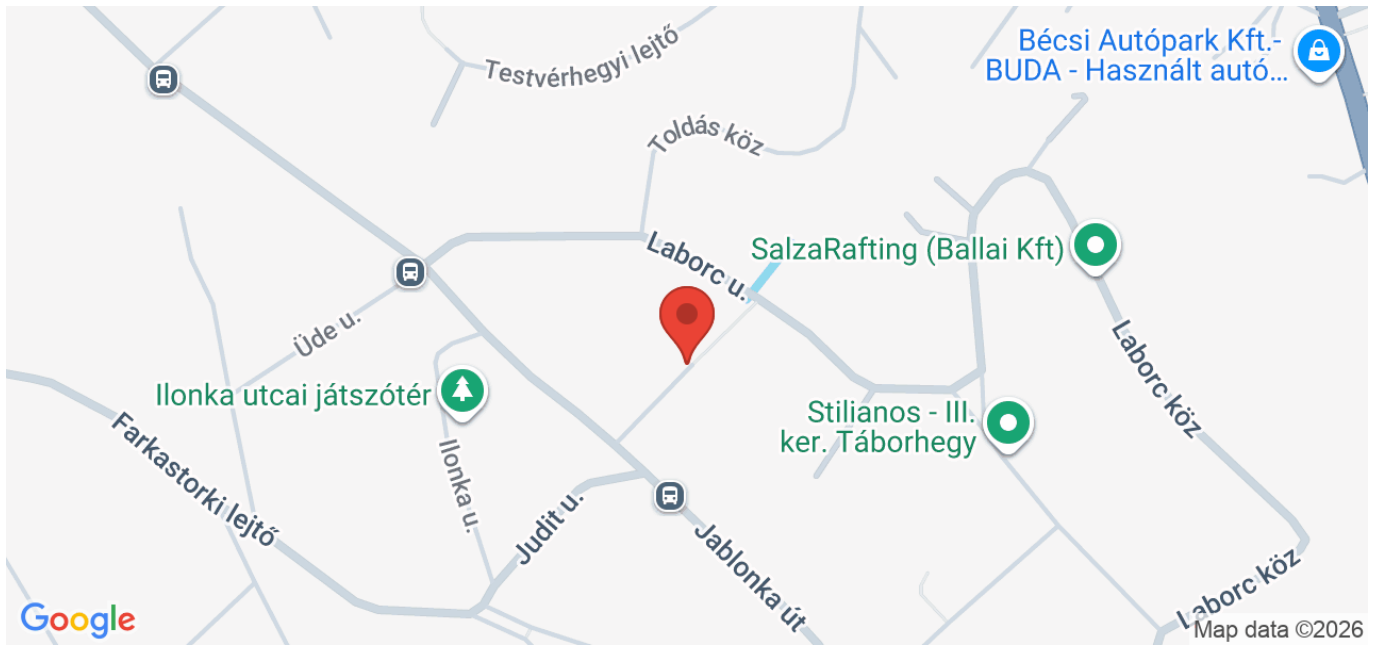 Testvérhegyi lejtő
Bécsi Autópark Kft.-
BUDA - Használt autó...
Toldás köz
Laborc u.
SalzaRafting (Ballai Kft)
Üde u.
Ilonka utcai játszótér
Laborc köz
Stilianos - III.
ker. Táborhegy
Farkastorki lejtő
Ilonka u.
Judit u.
Jablonka út
Laborc köz
Google
Map data ©2026